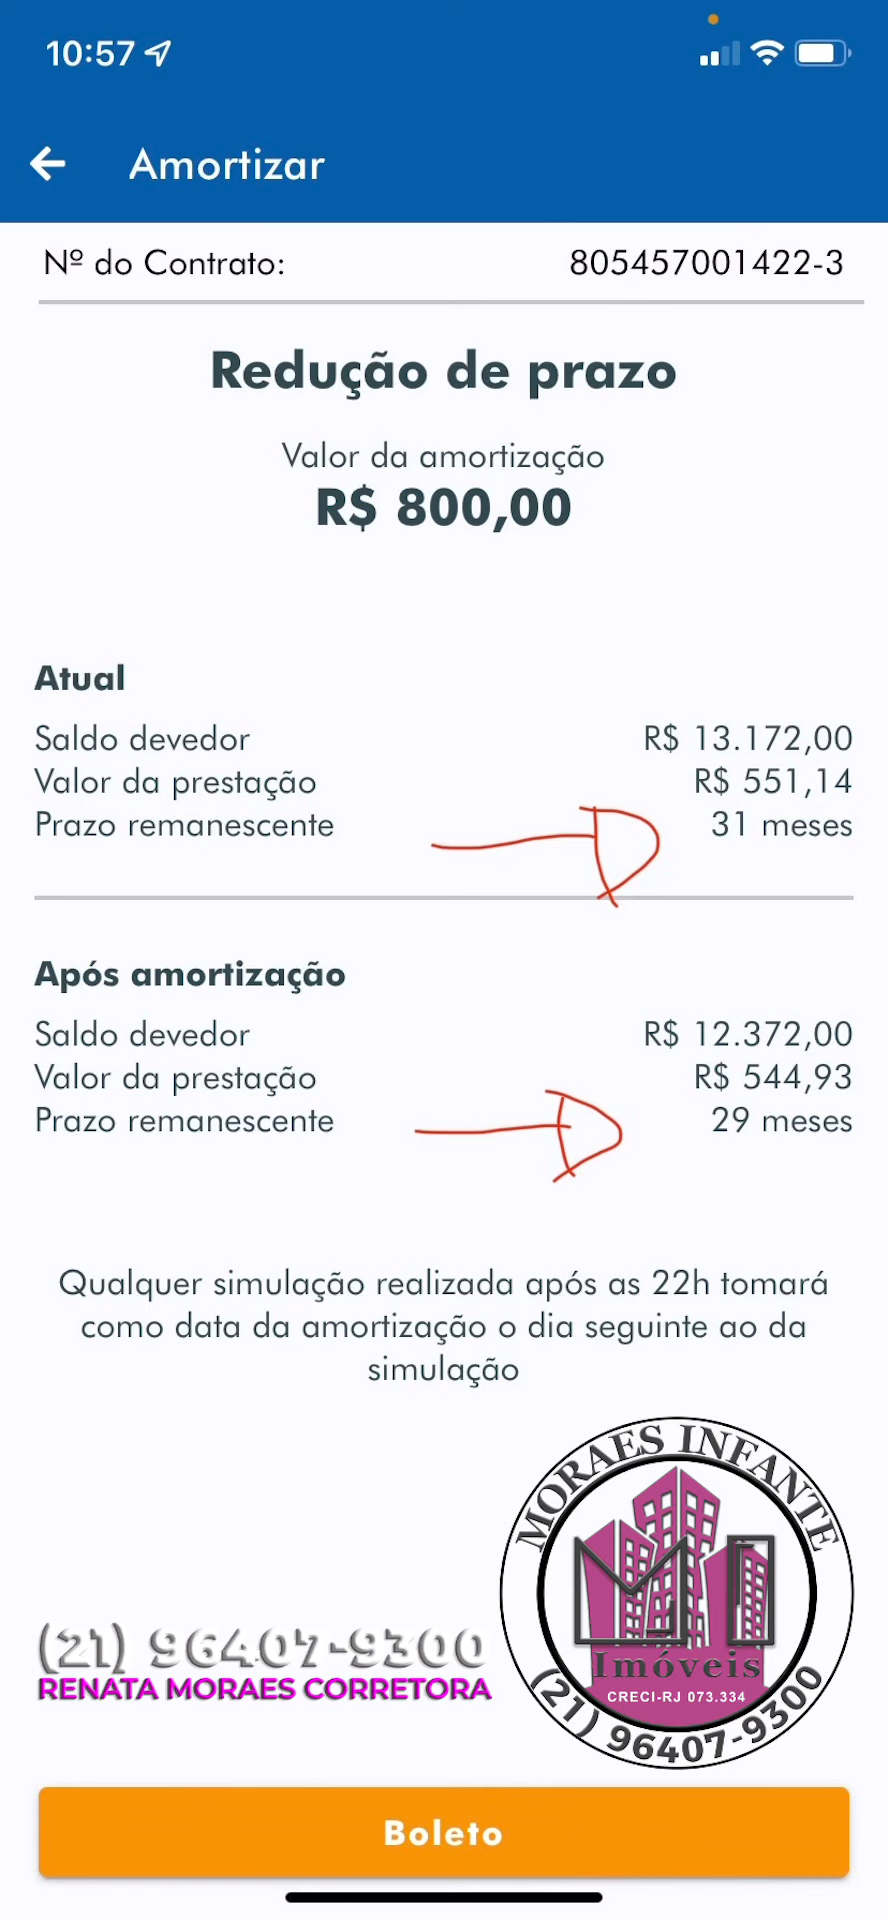 10:57
Amortizar
Nº do Contrato: 805457001422-3
Redução de prazo
Valor da amortização
R$ 800,00
Atual
Saldo devedor R$ 13.172,00
Valor da prestação R$ 551,14
Prazo remanescente 31 meses
Após amortização
Saldo devedor R$ 12.372,00
Valor da prestação R$ 544,93
Prazo remanescente 29 meses
Qualquer simulação realizada após as 22h tomará
como data da amortização o dia seguinte ao da
simulação
(21) 96407-9300
RENATA MORAES CORRETORA
MORAES INFANTE
MI
Imóveis
CRECI-RJ 073.334
(21) 96407-9300
Boleto